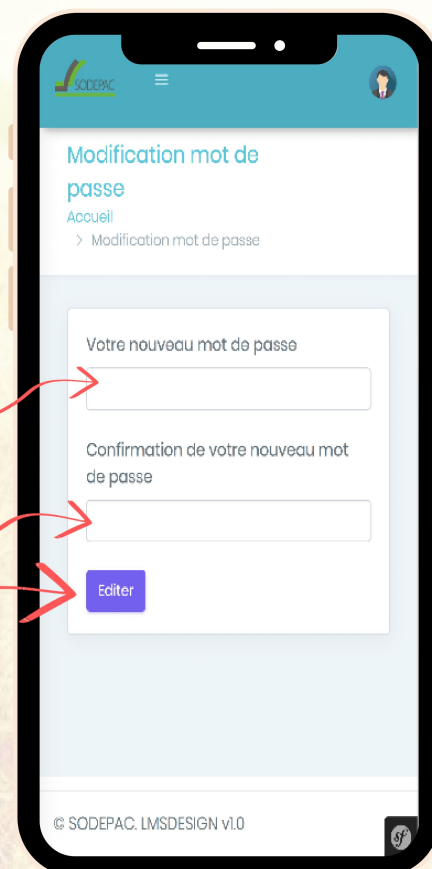 SODEPAC
Modification mot de
passe
Accueil
> Modification mot de passe
Votre nouveau mot de passe
Confirmation de votre nouveau mot
de passe
Editer
© SODEPAC. LMSDESIGN v1.0
sf